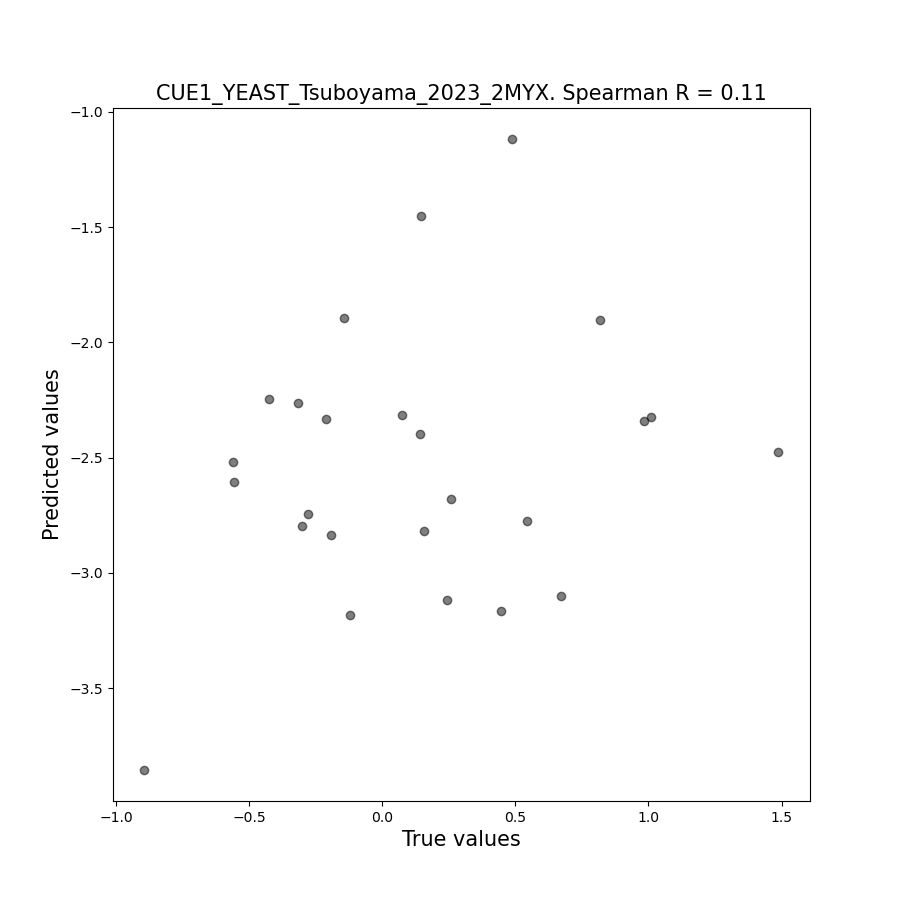 CUE1_YEAST_Tsuboyama_2023_2MYX. Spearman R = 0.11
−1.0
−1.5
−2.0
−2.5
−3.0
−3.5
Predicted values
−1.0 −0.5 0.0 0.5 1.0 1.5
True values